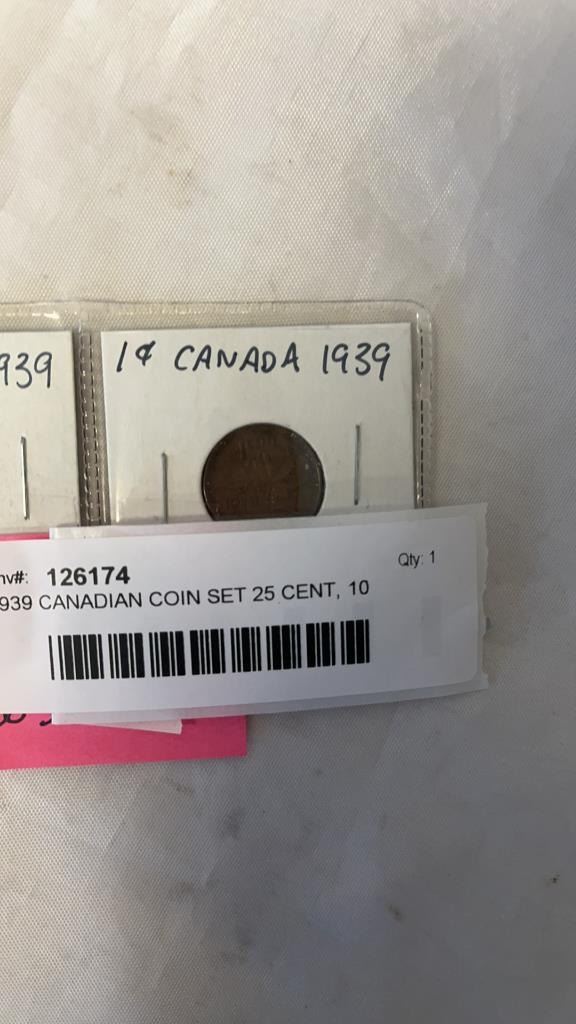 939
1¢ CANADA 1939
nv#: 126174
Qty: 1
939 CANADIAN COIN SET 25 CENT, 10